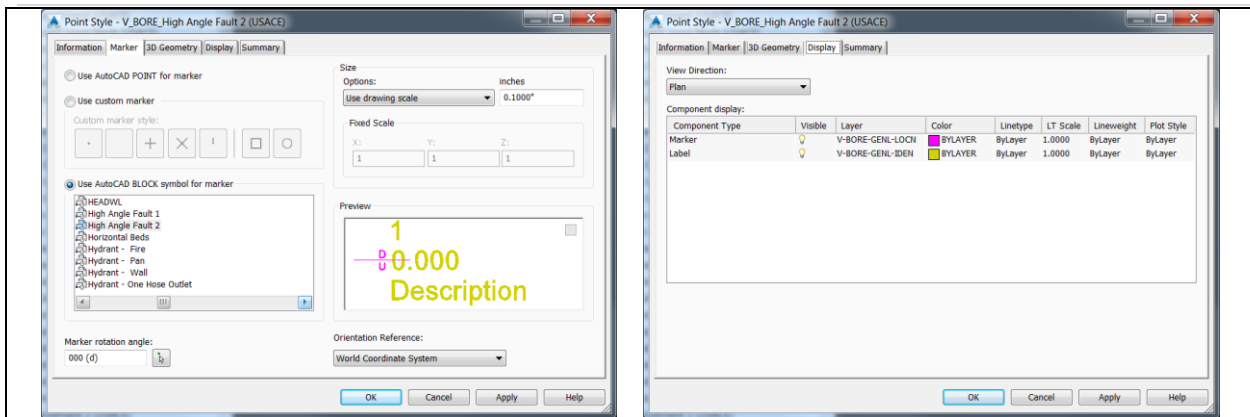 Point Style - V_BORE_High Angle Fault 2 (USACE)
Information Marker 3D Geometry Display Summary
Use AutoCAD POINT for marker
Use custom marker
Custom marker style:
Use AutoCAD BLOCK symbol for marker
HEADWL
High Angle Fault 1
High Angle Fault 2
Horizontal Beds
Hydrant - Fire
Hydrant - Pan
Hydrant - Wall
Hydrant - One Hose Outlet
Marker rotation angle:
000 (d)
Size
Options: inches
Use drawing scale 0.1000"
Fixed Scale
X: Y: Z:
1 1 1
Preview
1
D
U
0.000
Description
Orientation Reference:
World Coordinate System
OK Cancel Apply Help
Point Style - V_BORE_High Angle Fault 2 (USACE)
Information Marker 3D Geometry Display Summary
View Direction:
Plan
Component display:
Component Type Visible Layer Color Linetype LT Scale Lineweight Plot Style
Marker V-BORE-GENL-LOCN BYLAYER ByLayer 1.0000 ByLayer ByLayer
Label V-BORE-GENL-IDEN BYLAYER ByLayer 1.0000 ByLayer ByLayer
OK Cancel Apply Help